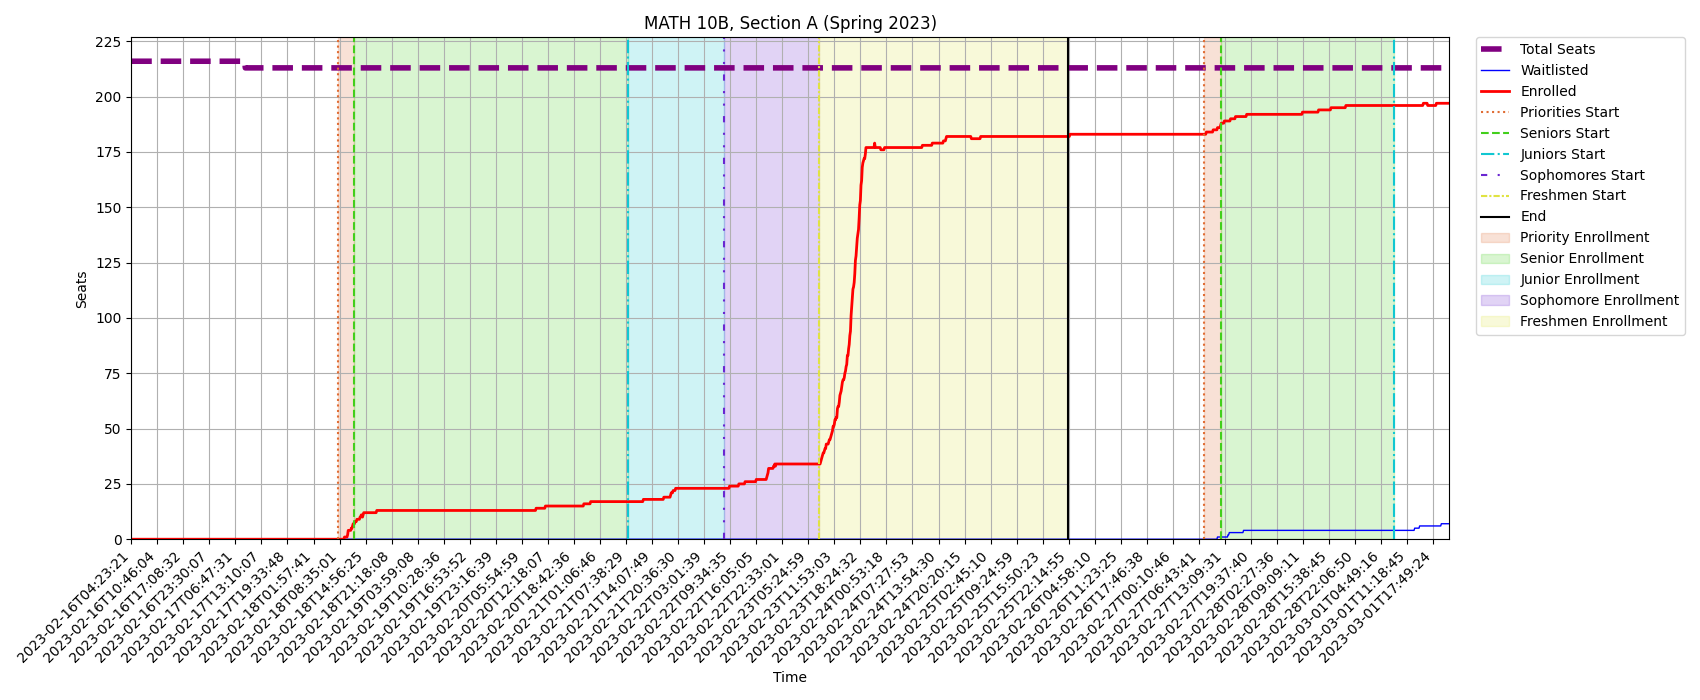 MATH 10B, Section A (Spring 2023)
225
200
175
150
125
100
75
50
25
0
Seats
2023-02-16T04:23:21
2023-02-16T10:46:04
2023-02-16T17:08:32
2023-02-16T23:30:07
2023-02-17T06:47:31
2023-02-17T13:10:07
2023-02-17T19:33:48
2023-02-18T01:57:41
2023-02-18T08:35:01
2023-02-18T14:56:25
2023-02-18T21:18:08
2023-02-19T03:59:08
2023-02-19T10:28:36
2023-02-19T16:53:52
2023-02-19T23:16:39
2023-02-20T05:54:59
2023-02-20T12:18:07
2023-02-20T18:42:36
2023-02-21T01:06:46
2023-02-21T07:38:29
2023-02-21T14:07:49
2023-02-21T20:36:30
2023-02-22T03:01:39
2023-02-22T09:34:35
2023-02-22T16:05:05
2023-02-22T22:33:01
2023-02-23T05:24:59
2023-02-23T11:53:03
2023-02-23T18:24:32
2023-02-24T00:53:18
2023-02-24T07:27:53
2023-02-24T13:54:30
2023-02-24T20:20:15
2023-02-25T02:45:10
2023-02-25T09:24:59
2023-02-25T15:50:23
2023-02-25T22:14:55
2023-02-26T04:58:10
2023-02-26T11:23:25
2023-02-26T17:46:38
2023-02-27T00:10:46
2023-02-27T06:43:41
2023-02-27T13:09:31
2023-02-27T19:37:40
2023-02-28T02:27:36
2023-02-28T09:09:11
2023-02-28T15:38:45
2023-02-28T22:06:50
2023-03-01T04:49:16
2023-03-01T11:18:45
2023-03-01T17:49:24
Time
Total Seats
Waitlisted
Enrolled
Priorities Start
Seniors Start
Juniors Start
Sophomores Start
Freshmen Start
End
Priority Enrollment
Senior Enrollment
Junior Enrollment
Sophomore Enrollment
Freshmen Enrollment